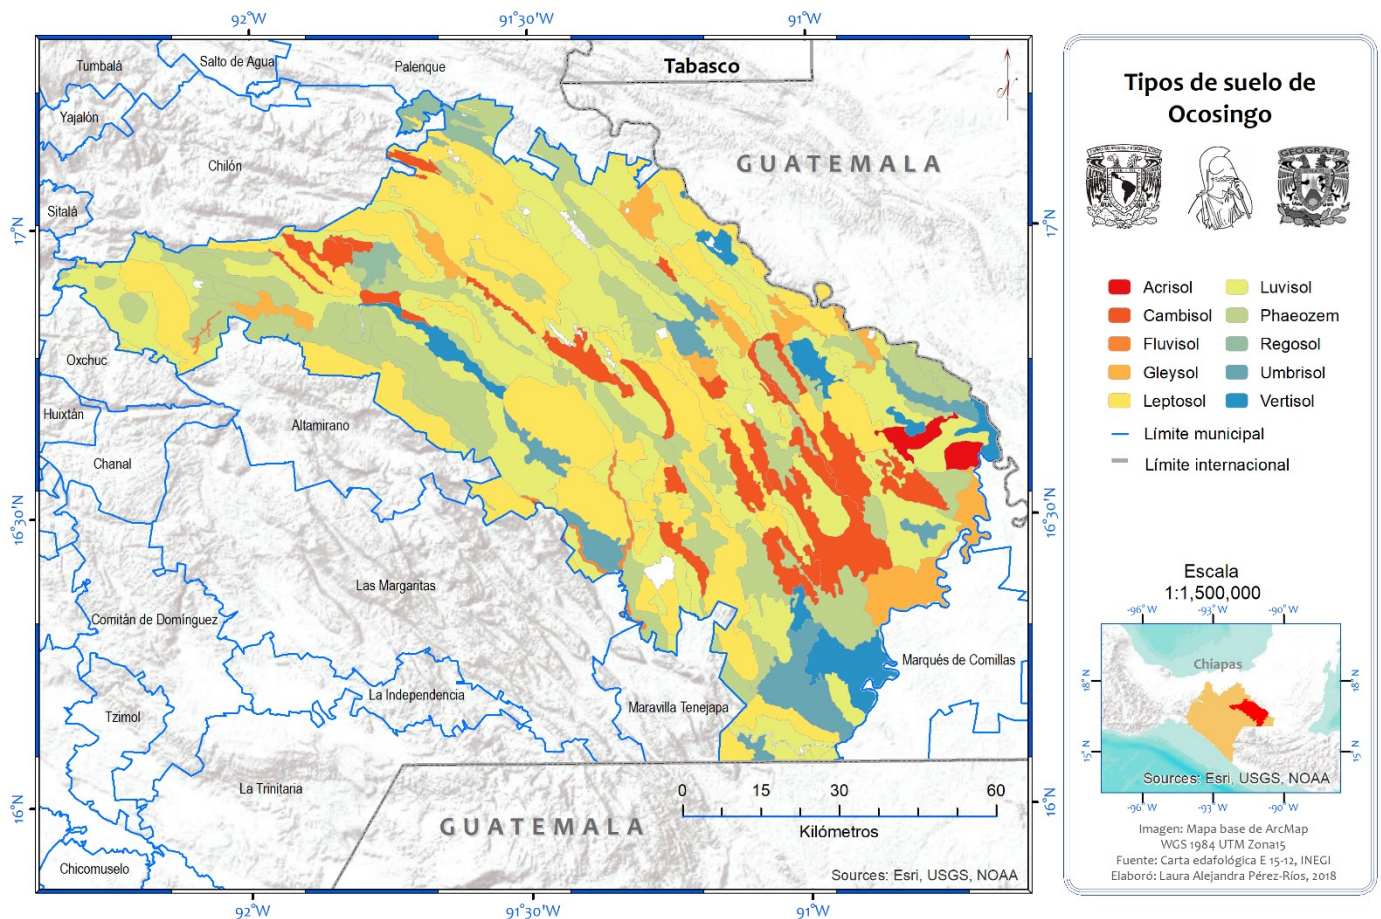 92°W
91°30'W
91°W
Tumbalá
Salto de Agua
Palenque
Tabasco
Yajalón
Chilón
GUATEMALA
Sitalá
17°N
17°N
Oxchuc
Huixtán
Altamirano
Chanal
16°30'N
16°30'N
Las Margaritas
Comitán de Domínguez
Marqués de Comillas
La Independencia
Maravilla Tenejapa
Tzimol
La Trinitaria
16°N
16°N
0 15 30 60
Kilómetros
GUATEMALA
Chicomuselo
Sources: Esri, USGS, NOAA
92°W
91°30'W
91°W
Tipos de suelo de
Ocosingo
GEOGRAFIA
Acrisol
Cambisol
Fluvisol
Gleysol
Leptosol
Luvisol
Phaeozem
Regosol
Umbrisol
Vertisol
Límite municipal
Límite internacional
Escala
1:1,500,000
-96°W
-93°W
-90°W
Chiapas
18°N
18°N
15°N
15°N
Sources: Esri, USGS, NOAA
-96°W
-93°W
-90°W
Imagen: Mapa base de ArcMap
WGS 1984 UTM Zona15
Fuente: Carta edafológica E 15-12, INEGI
Elaboró: Laura Alejandra Pérez-Ríos, 2018